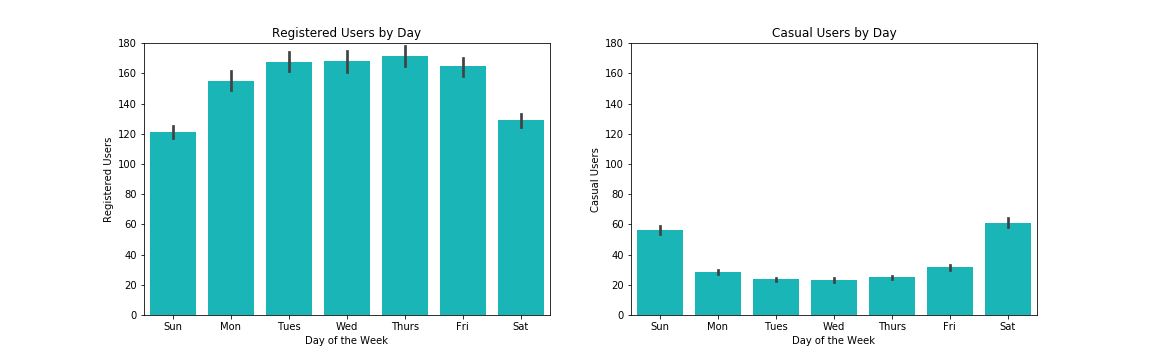 Registered Users by Day
180
160
140
120
100
80
60
40
20
0
Registered Users
Sun Mon Tues Wed Thurs Fri Sat
Day of the Week
Casual Users by Day
180
160
140
120
100
80
60
40
20
0
Casual Users
Sun Mon Tues Wed Thurs Fri Sat
Day of the Week